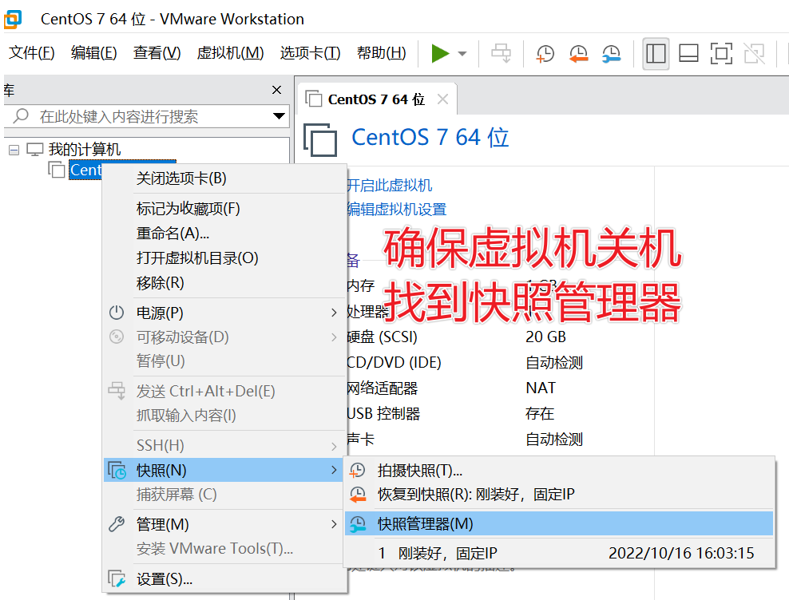 CentOS 7 64 位 - VMware Workstation
文件(F) 编辑(E) 查看(V) 虚拟机(M) 选项卡(T) 帮助(H)
库
在此处键入内容进行搜索
我的计算机
CentOS 7 64 位
CentOS 7 64 位
开启此虚拟机
编辑虚拟机设置
确保虚拟机关机
找到快照管理器
备
内存 1 GB
处理器
硬盘 (SCSI) 20 GB
CD/DVD (IDE) 自动检测
网络适配器 NAT
USB 控制器 存在
声卡 自动检测
Cent
关闭选项卡(B)
标记为收藏项(F)
重命名(A)...
打开虚拟机目录(O)
移除(R)
电源(P)
可移动设备(D)
暂停(U)
发送 Ctrl+Alt+Del(E)
抓取输入内容(I)
SSH(H)
快照(N)
捕获屏幕 (C)
管理(M)
安装 VMware Tools(T)...
设置(S)...
拍摄快照(T)...
恢复到快照(R): 刚装好，固定IP
快照管理器(M)
1 刚装好，固定IP 2022/10/16 16:03:15